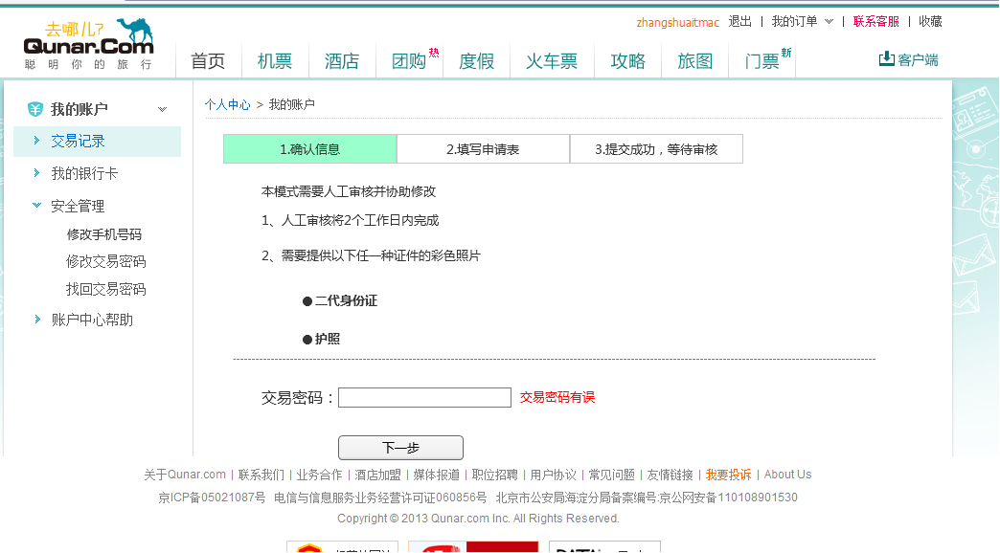 zhangshuaitmac 退出 | 我的订单 | 联系客服 | 收藏
去哪儿?
Qunar.Com
聪明你的旅行
首页 机票 酒店 团购 热 度假 火车票 攻略 旅图 门票 新 客户端
我的账户
交易记录
我的银行卡
安全管理
修改手机号码
修改交易密码
找回交易密码
账户中心帮助
个人中心 > 我的账户
1.确认信息 2.填写申请表 3.提交成功，等待审核
本模式需要人工审核并协助修改
1、人工审核将2个工作日内完成
2、需要提供以下任一种证件的彩色照片
● 二代身份证
● 护照
交易密码： 交易密码有误
下一步
关于Qunar.com | 联系我们 | 业务合作 | 酒店加盟 | 媒体报道 | 职位招聘 | 用户协议 | 常见问题 | 友情链接 | 我要投诉 | About Us
京ICP备05021087号 电信与信息服务业务经营许可证060856号 北京市公安局海淀分局备案编号:京公网安备110108901530
Copyright © 2013 Qunar.com Inc. All Rights Reserved.